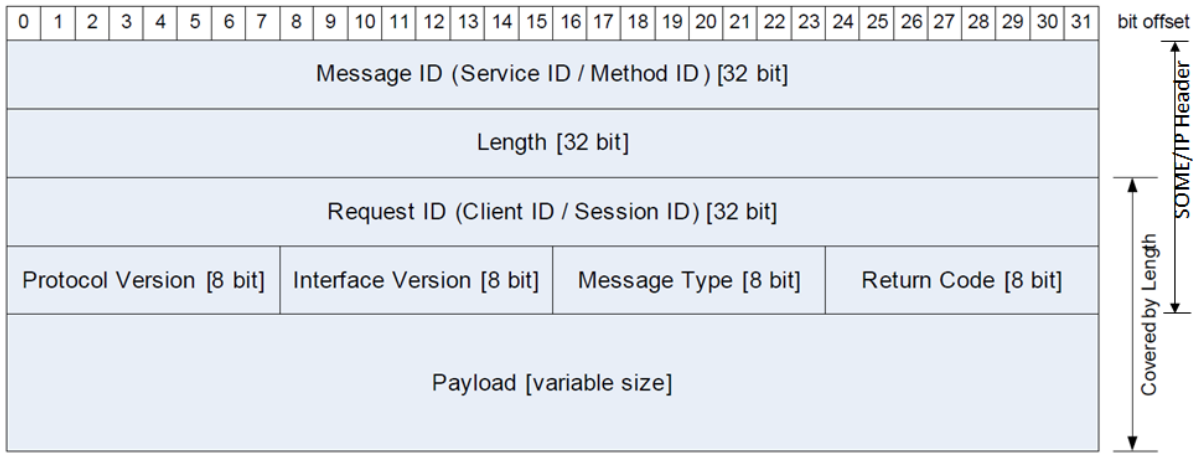 0 1 2 3 4 5 6 7 8 9 10 11 12 13 14 15 16 17 18 19 20 21 22 23 24 25 26 27 28 29 30 31 bit offset
Message ID (Service ID / Method ID) [32 bit]
Length [32 bit]
Request ID (Client ID / Session ID) [32 bit]
Protocol Version [8 bit] Interface Version [8 bit] Message Type [8 bit] Return Code [8 bit]
Payload [variable size]
SOME/IP Header
Covered by Length